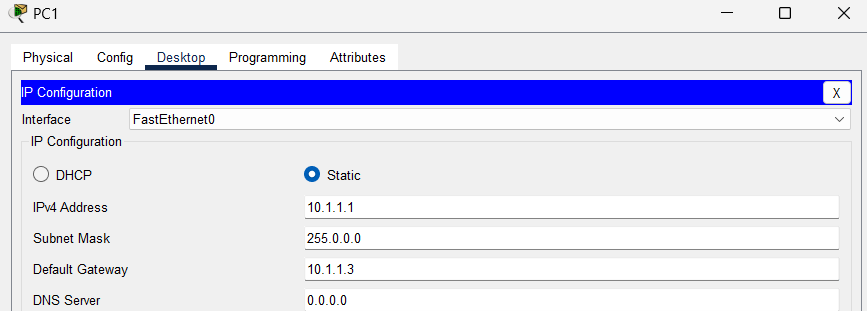 PC1
Physical Config Desktop Programming Attributes
IP Configuration X
Interface FastEthernet0
IP Configuration
DHCP Static
IPv4 Address 10.1.1.1
Subnet Mask 255.0.0.0
Default Gateway 10.1.1.3
DNS Server 0.0.0.0